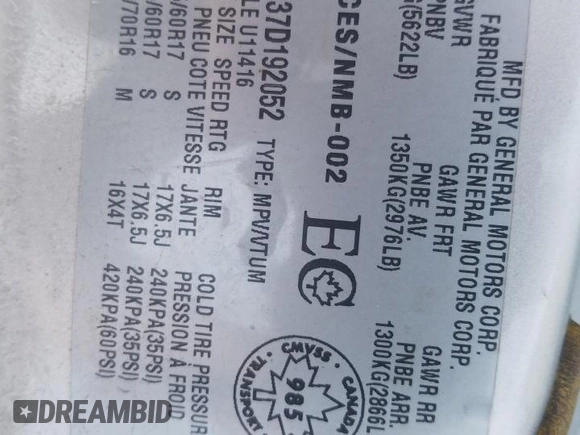 MFD BY GENERAL MOTORS CORP.
FABRIQUÉ PAR GENERAL MOTORS CORP.
GVWR GAWR FRT GAWR RR
PNBV PNBE AV. PNBE ARR.
(5622LB) 1350KG(2976LB) 1300KG(2866L
CES/NMB-002
EC
CMVSS
CANADA
985
TRANSPORT
37D192052 TYPE: MPV/VTUM
LE U11416
SIZE SPEED RTG RIM COLD TIRE PRESSUR
PNEU COTE VITESSE JANTE PRESSION À FROID
/60R17 S 17X6.5J 240KPA(35PSI)
/60R17 S 17X6.5J 240KPA(35PSI)
/70R16 M 16X4T 420KPA(60PSI)
DREAMBID